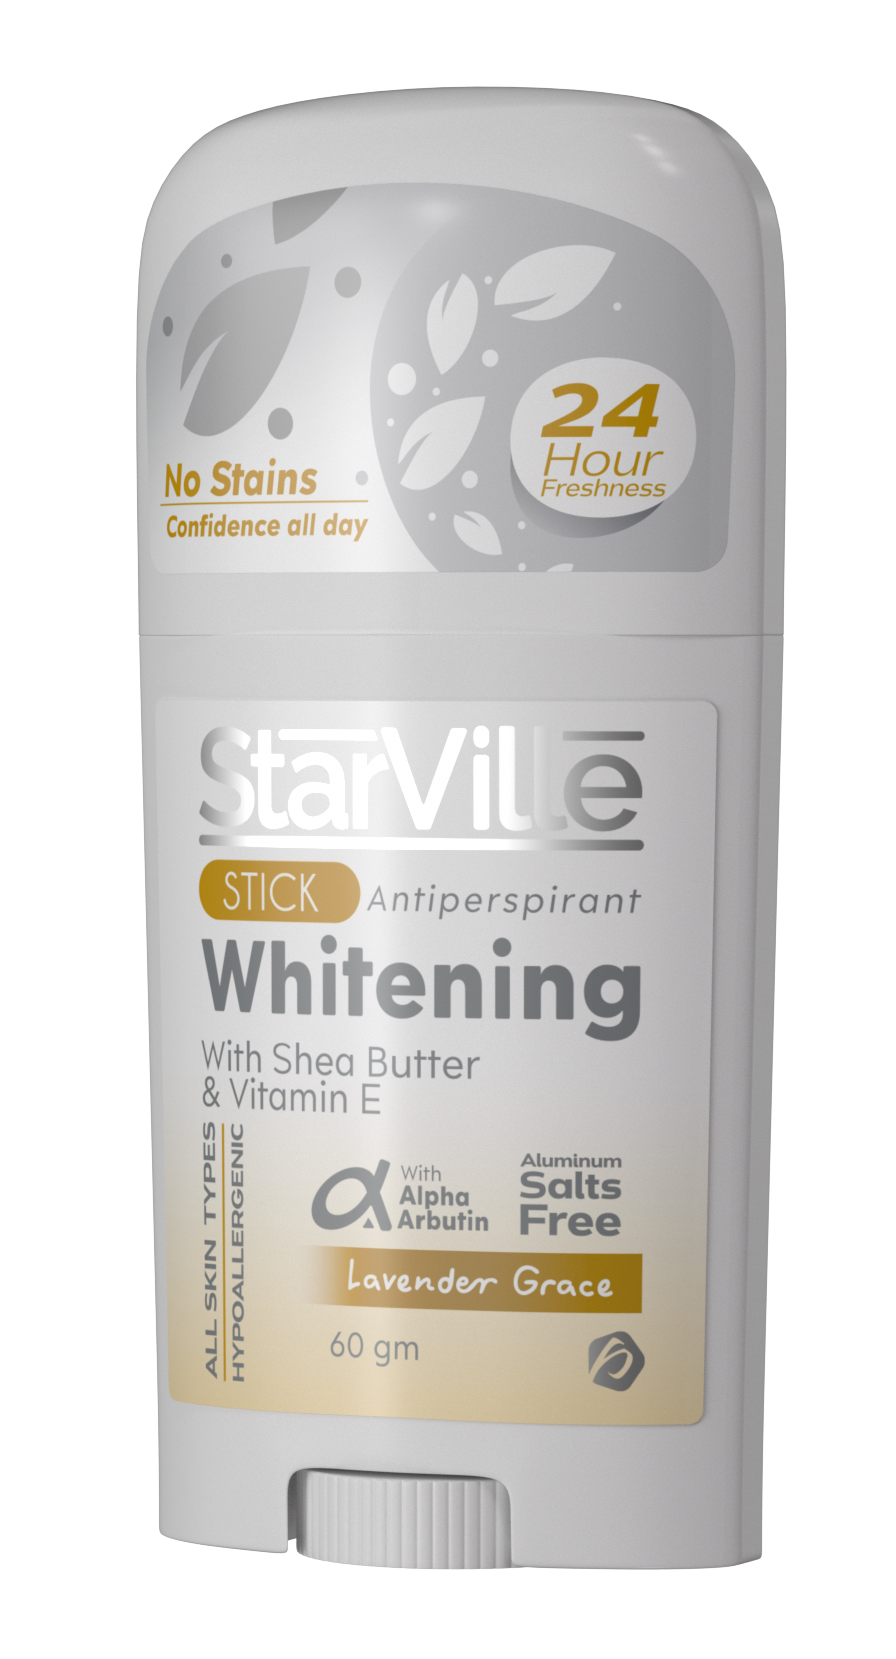 No Stains
Confidence all day
24
Hour
Freshness
StarVille
STICK Antiperspirant
Whitening
With Shea Butter
& Vitamin E
ALL SKIN TYPES
HYPOALLERGENIC
With
Alpha
Arbutin
Aluminum
Salts
Free
Lavender Grace
60 gm